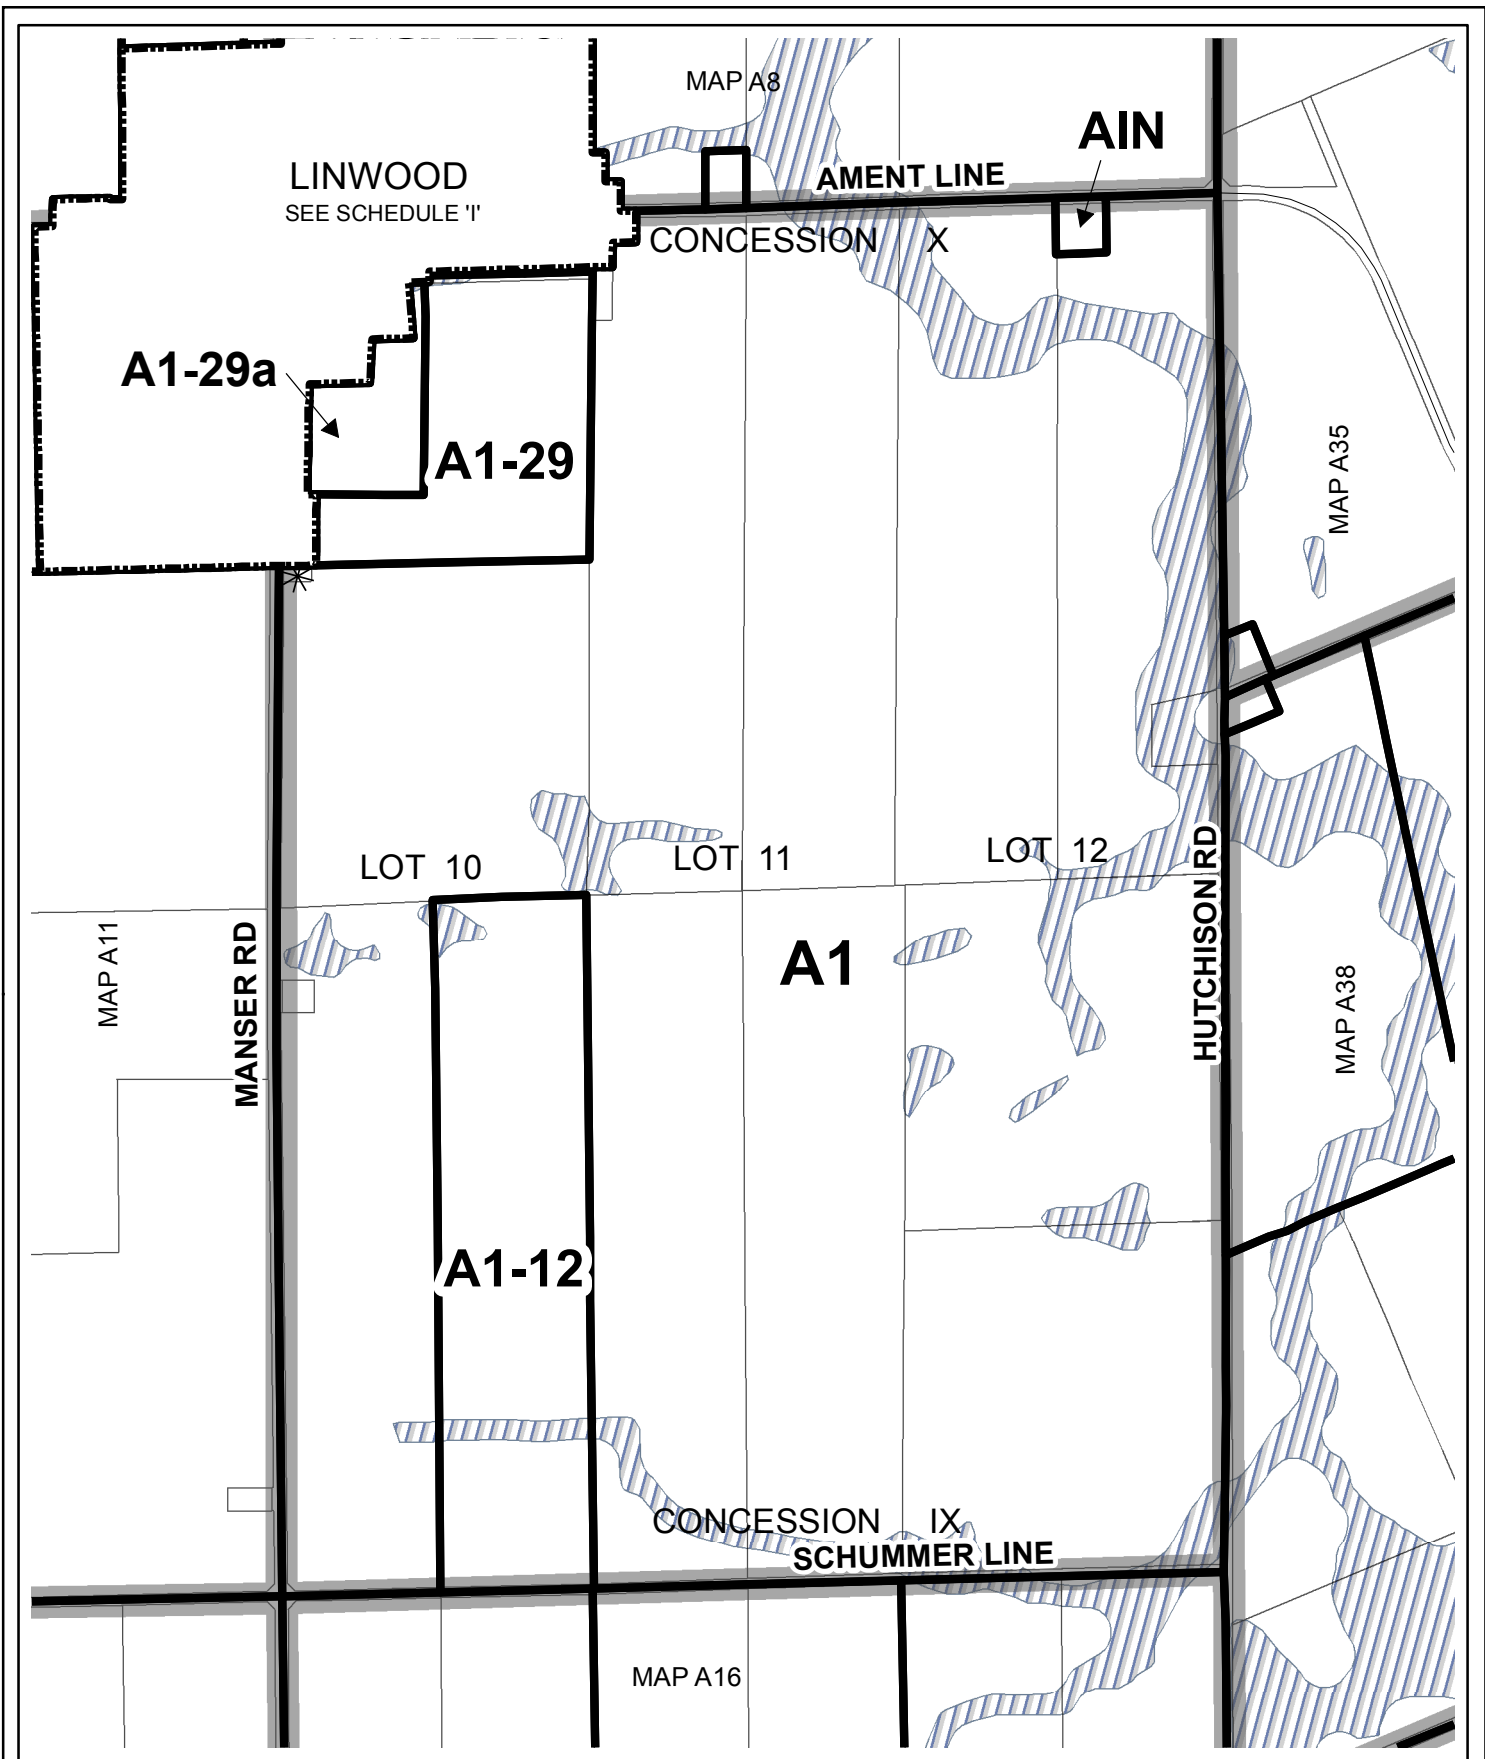 MAP A8
AIN
LINWOOD
SEE SCHEDULE 'I'
AMENT LINE
CONCESSION X
A1-29a
A1-29
MAP A35
LOT 10
LOT 11
LOT 12
MAP A11
MANSER RD
A1
HUTCHISON RD
MAP A38
A1-12
CONCESSION IX
SCHUMMER LINE
MAP A16